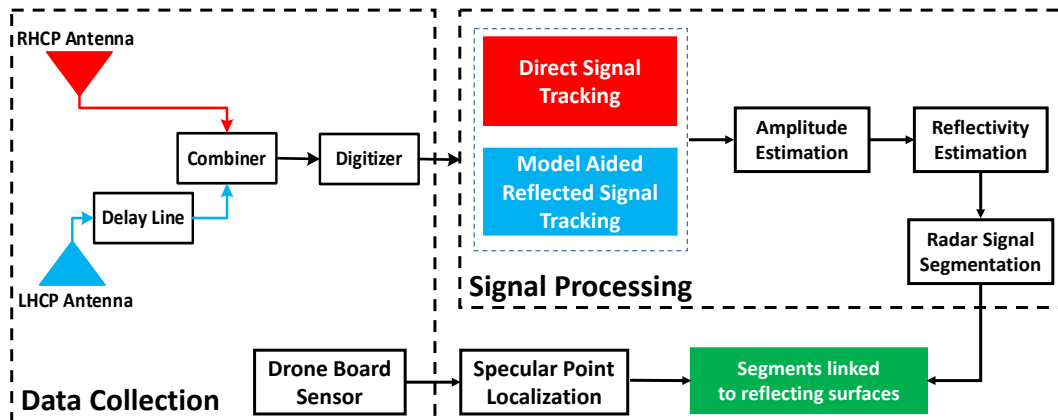 RHCP Antenna
Combiner
Digitizer
Delay Line
LHCP Antenna
Drone Board
Sensor
Data Collection
Direct Signal
Tracking
Model Aided
Reflected Signal
Tracking
Amplitude
Estimation
Reflectivity
Estimation
Radar Signal
Segmentation
Signal Processing
Specular Point
Localization
Segments linked
to reflecting surfaces